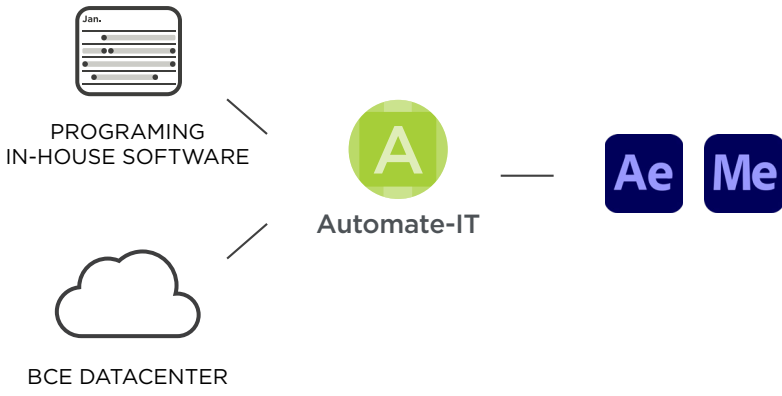 Jan.
PROGRAMING
IN-HOUSE SOFTWARE
A
Automate-IT
Ae Me
BCE DATACENTER